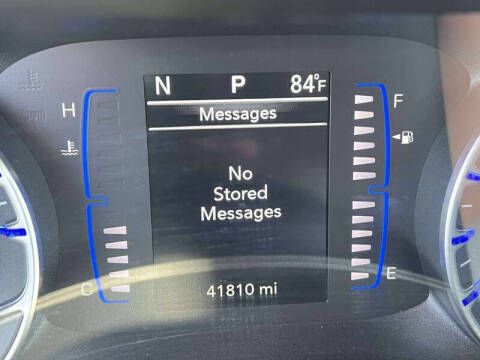 N P 84°F
H
Messages
F
No
Stored
Messages
C
41810 mi
E